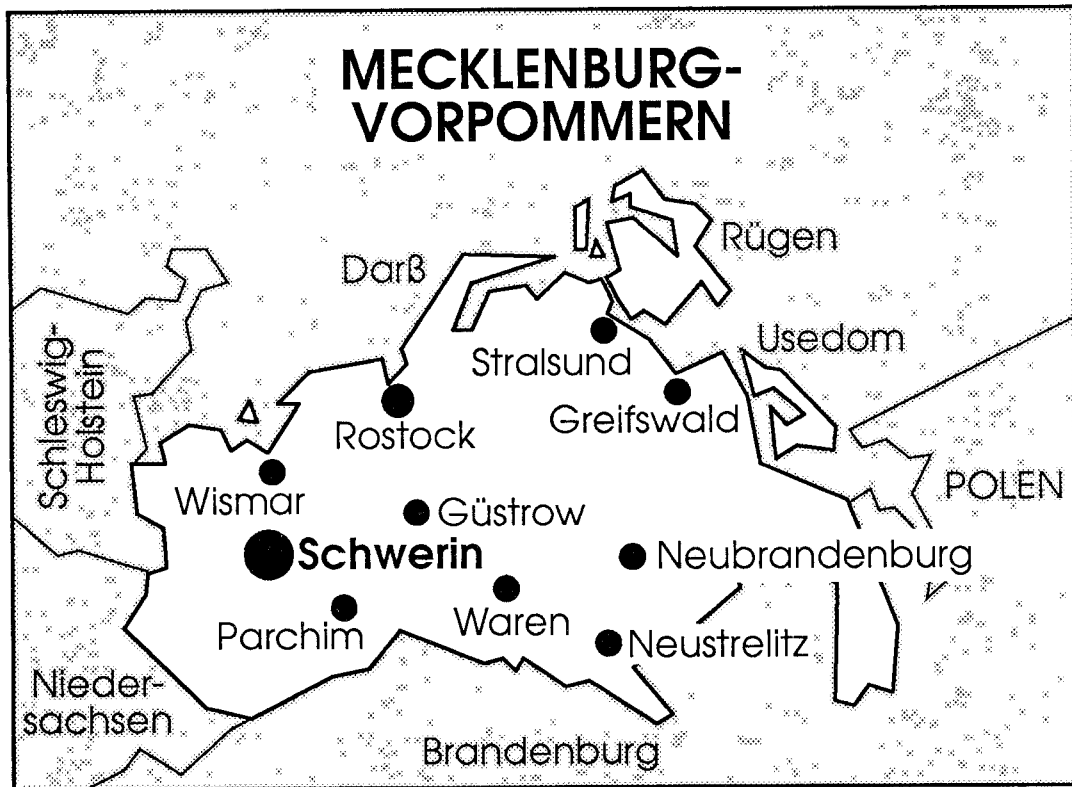 MECKLENBURG-
VORPOMMERN
Rügen
Darß
Usedom
Stralsund
Greifswald
Rostock
Schleswig-
Holstein
Wismar
Güstrow
POLEN
Schwerin
Neubrandenburg
Waren
Parchim
Neustrelitz
Nieder-
sachsen
Brandenburg